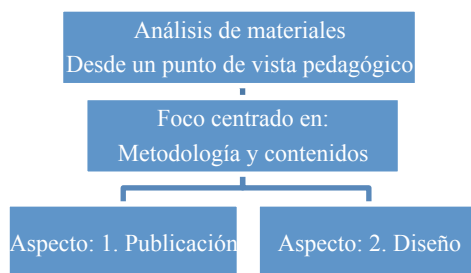 Análisis de materiales
Desde un punto de vista pedagógico
Foco centrado en:
Metodología y contenidos
Aspecto: 1. Publicación
Aspecto: 2. Diseño